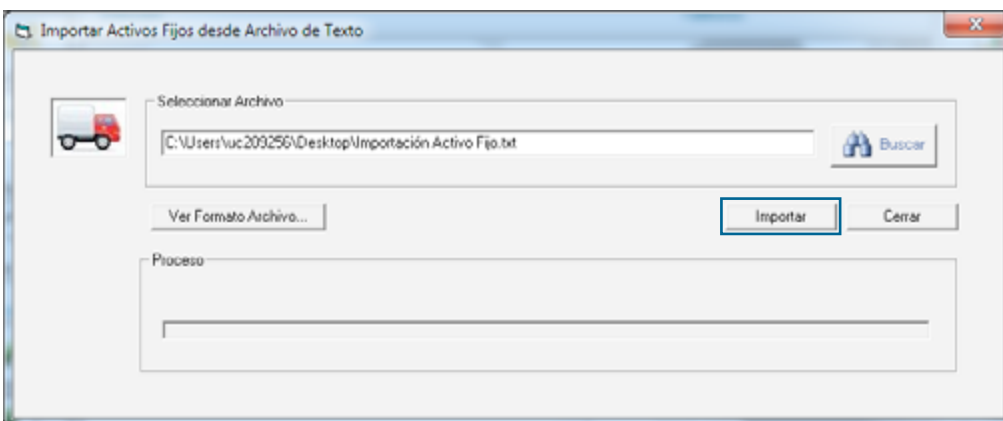 Importar Activos Fijos desde Archivo de Texto
Seleccionar Archivo
C:\Users\uc209256\Desktop\Importación Activo Fijo.txt
Buscar
Ver Formato Archivo...
Importar
Cerrar
Proceso